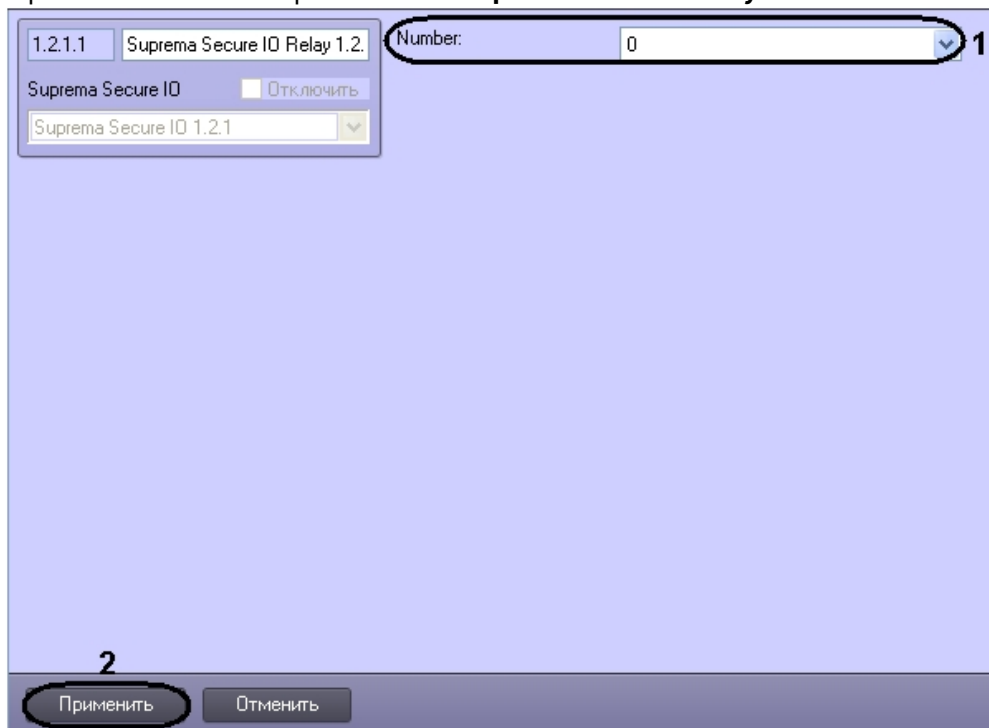 1.2.1.1 Suprema Secure IO Relay 1.2.
Number: 0 1
Suprema Secure IO Отключить
Suprema Secure IO 1.2.1
2
Применить Отменить